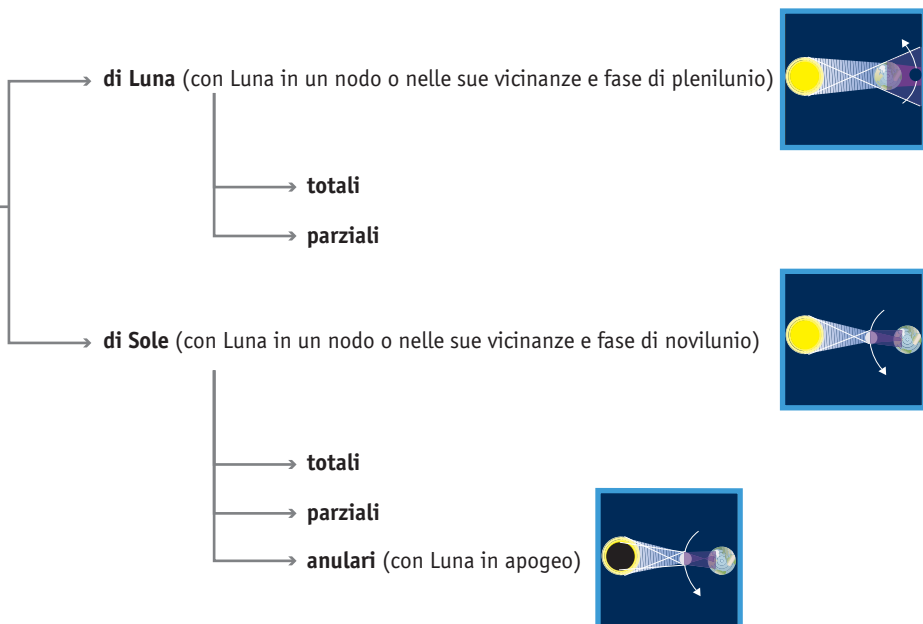 di Luna (con Luna in un nodo o nelle sue vicinanze e fase di plenilunio)
totali
parziali
di Sole (con Luna in un nodo o nelle sue vicinanze e fase di novilunio)
totali
parziali
anulari (con Luna in apogeo)